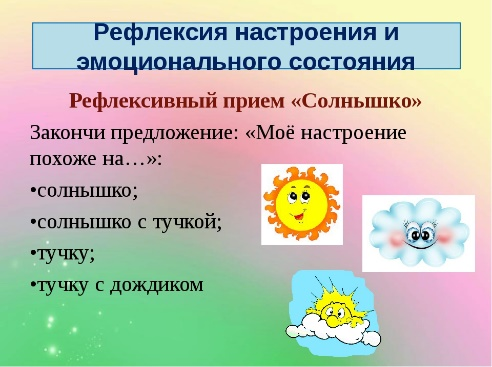 Рефлексия настроения и
эмоционального состояния
Рефлексивный прием «Солнышко»
Закончи предложение: «Моё настроение
похоже на…»:
•солнышко;
•солнышко с тучкой;
•тучку;
•тучку с дождиком